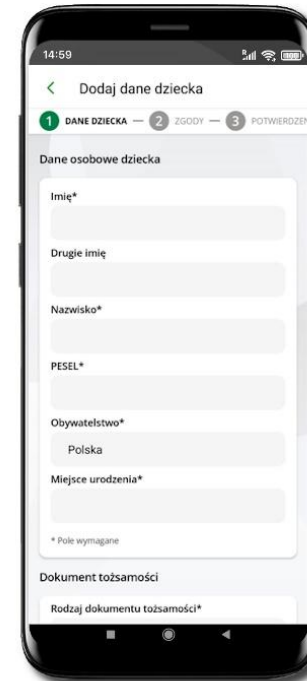 14:59
Dodaj dane dziecka
1 DANE DZIECKA — 2 ZGODY — 3 POTWIERDZEN
Dane osobowe dziecka
Imię*
Drugie imię
Nazwisko*
PESEL*
Obywatelstwo*
Polska
Miejsce urodzenia*
* Pole wymagane
Dokument tożsamości
Rodzaj dokumentu tożsamości*